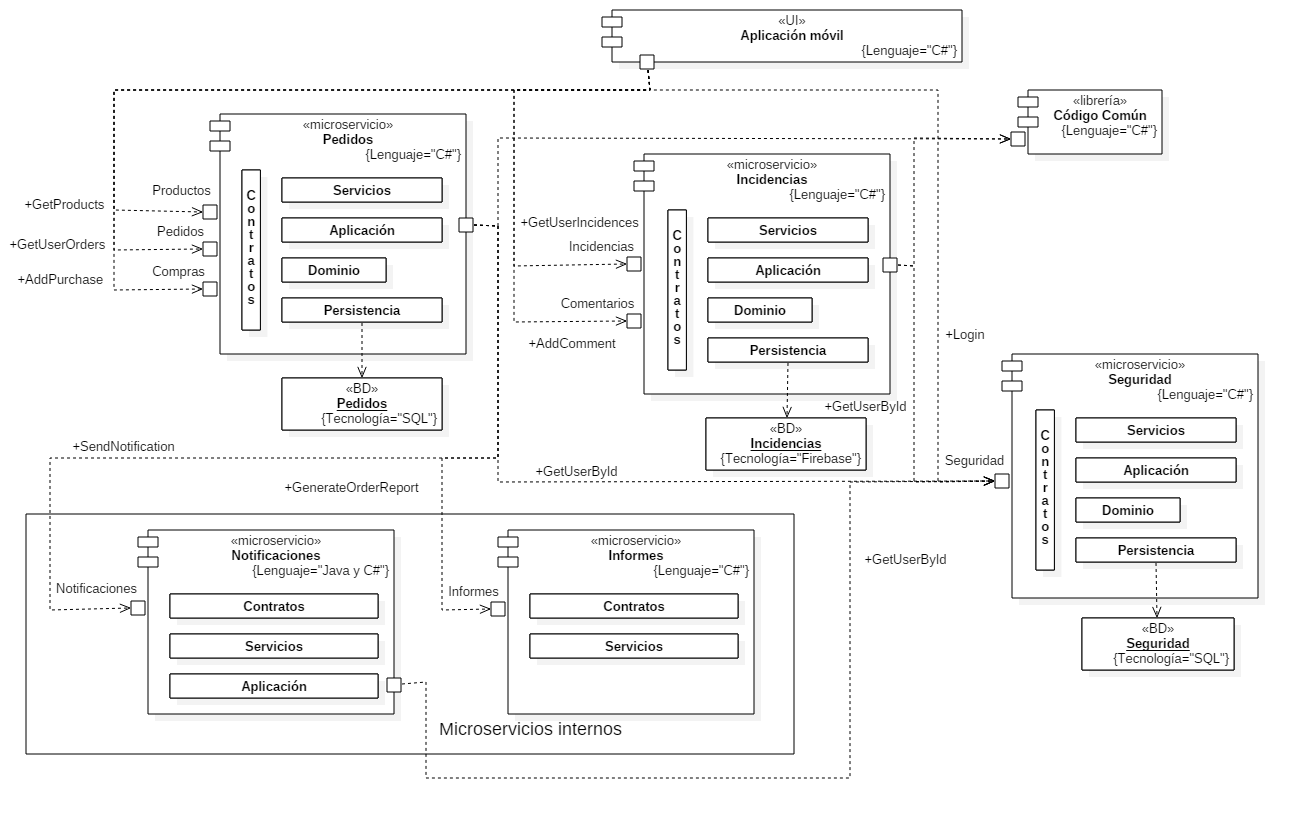 «UI»
Aplicación móvil
{Lenguaje="C#"}
«librería»
Código Común
{Lenguaje="C#"}
«microservicio»
Pedidos
{Lenguaje="C#"}
Contratos
Servicios
Aplicación
Dominio
Persistencia
Productos
+GetProducts
Pedidos
+GetUserOrders
Compras
+AddPurchase
«BD»
Pedidos
{Tecnología="SQL"}
«microservicio»
Incidencias
{Lenguaje="C#"}
Contratos
Servicios
Aplicación
Dominio
Persistencia
+GetUserIncidences
Incidencias
Comentarios
+AddComment
+GetUserById
«BD»
Incidencias
{Tecnología="Firebase"}
+Login
«microservicio»
Seguridad
{Lenguaje="C#"}
Contratos
Servicios
Aplicación
Dominio
Persistencia
Seguridad
«BD»
Seguridad
{Tecnología="SQL"}
+SendNotification
+GetUserById
+GenerateOrderReport
+GetUserById
«microservicio»
Notificaciones
{Lenguaje="Java y C#"}
Notificaciones
Contratos
Servicios
Aplicación
«microservicio»
Informes
{Lenguaje="C#"}
Informes
Contratos
Servicios
Microservicios internos